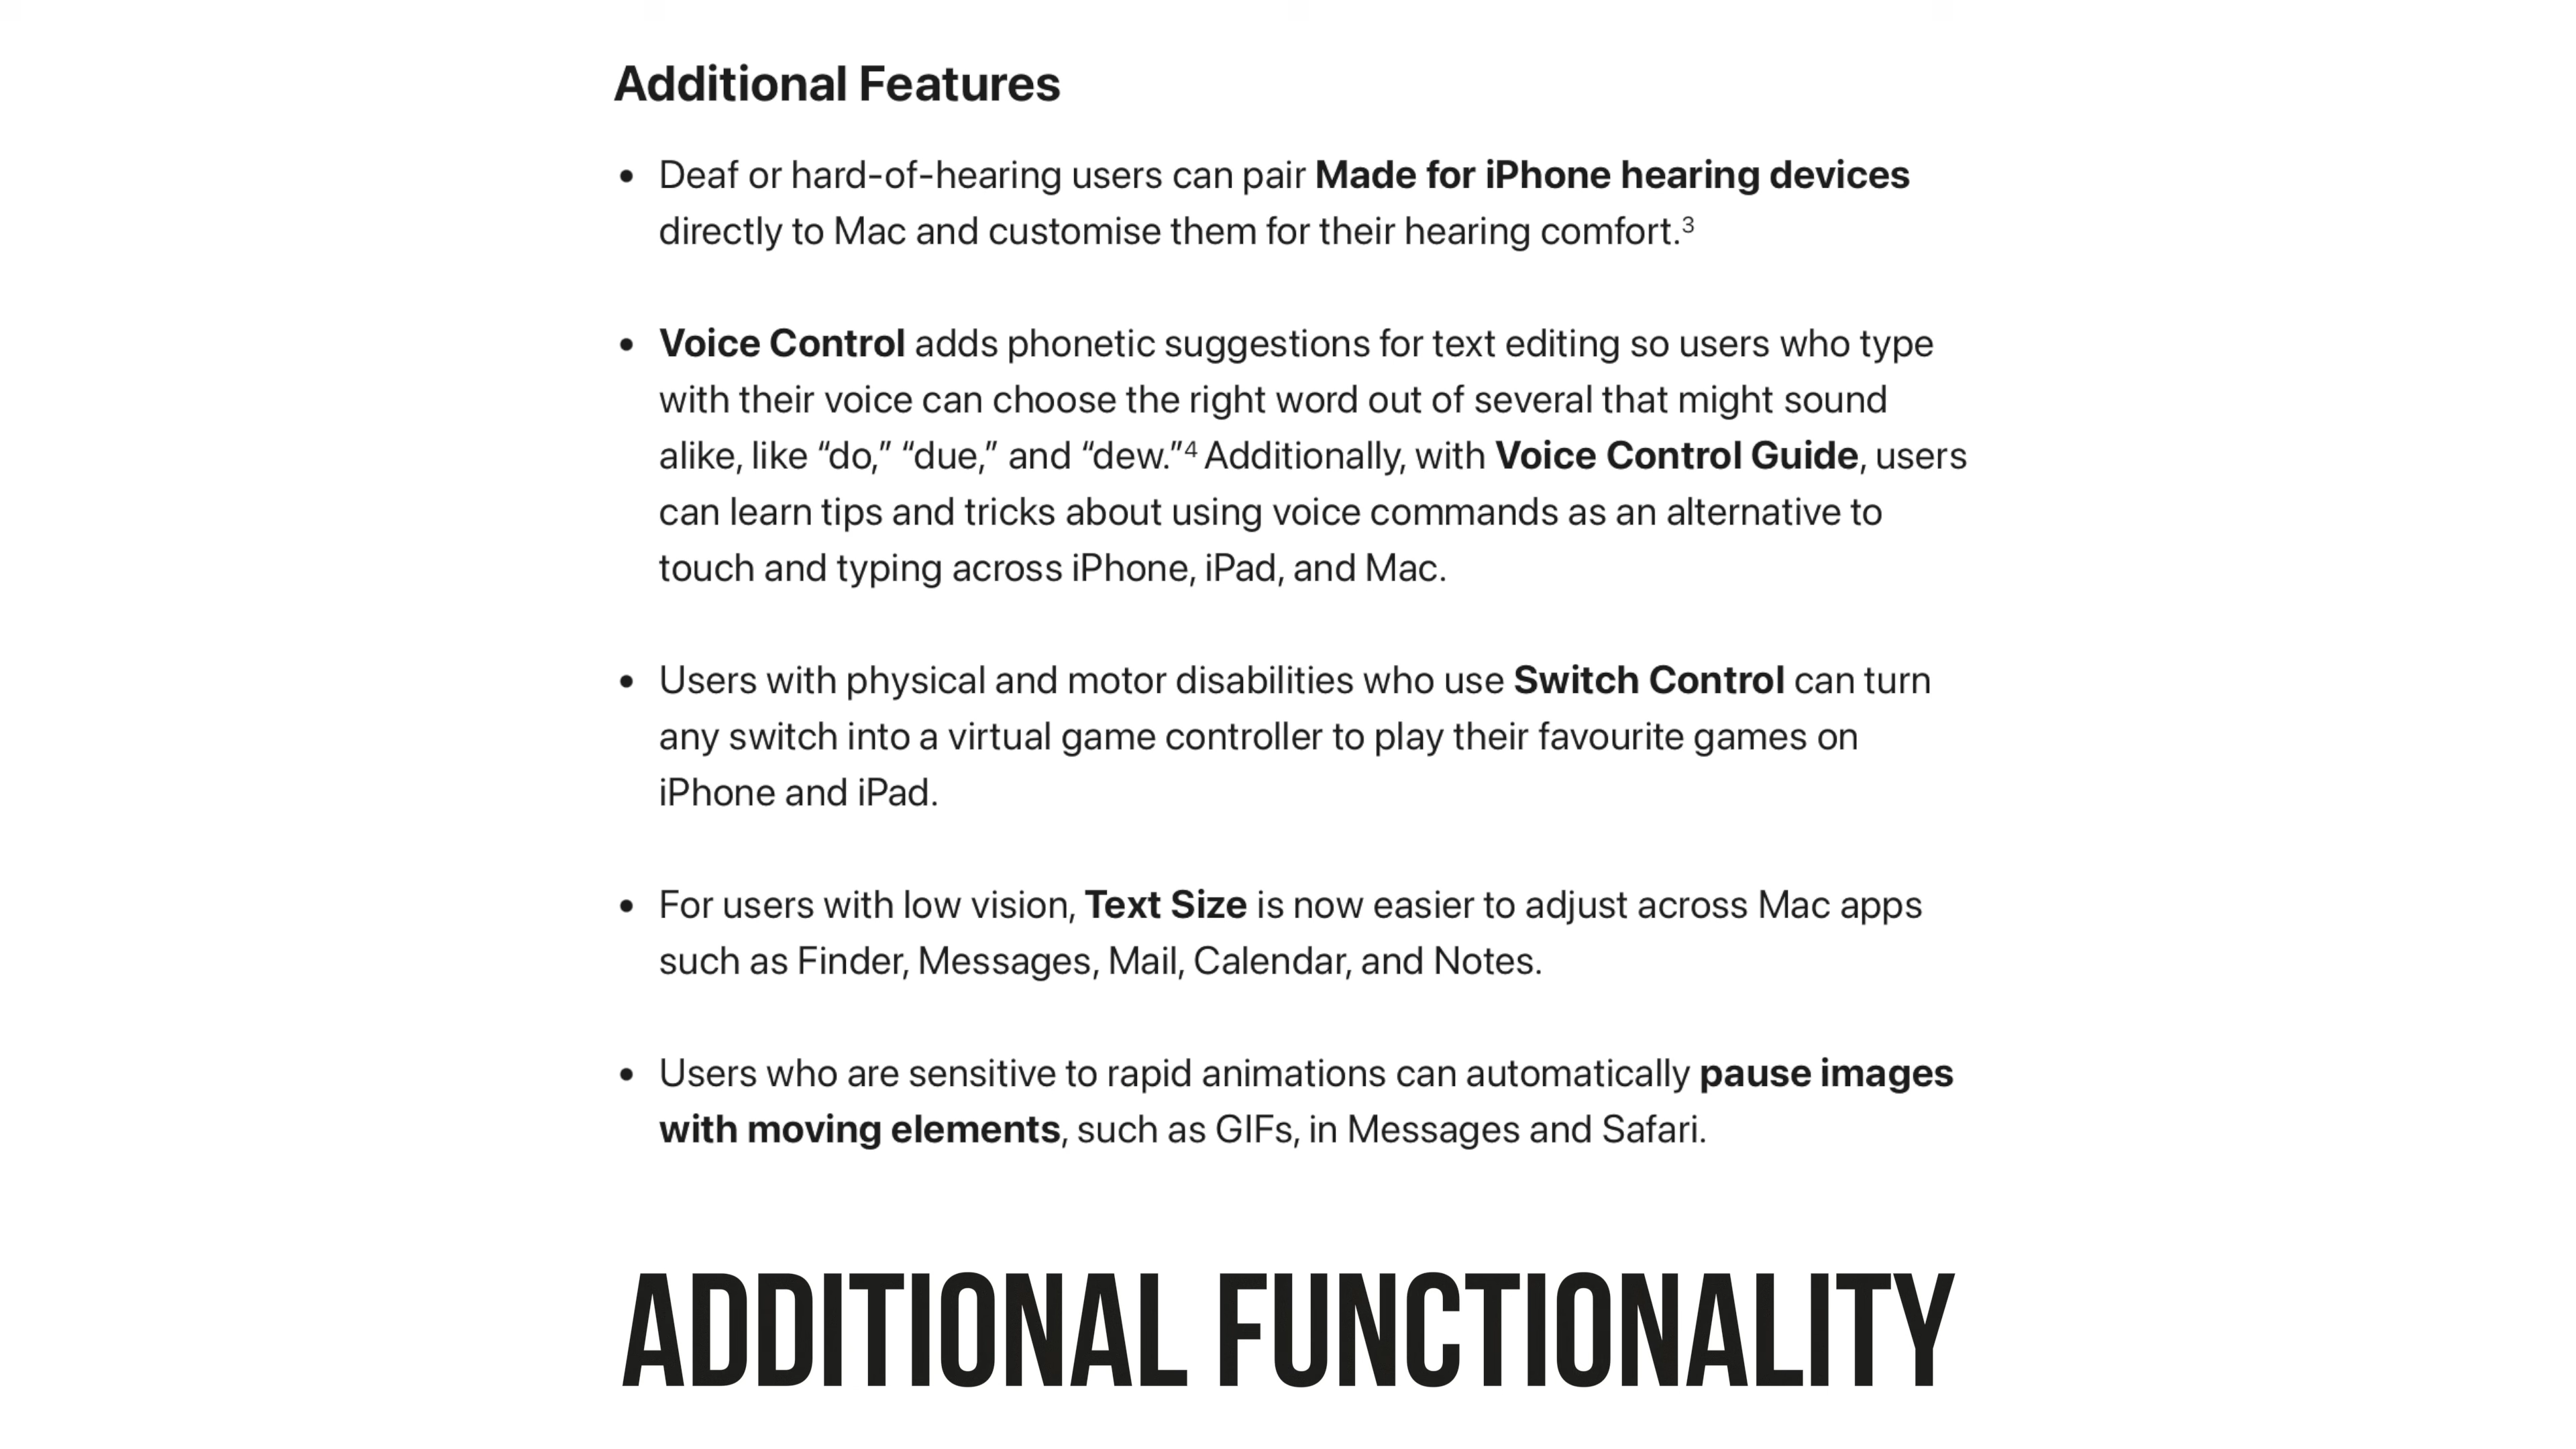 Additional Features
• Deaf or hard-of-hearing users can pair Made for iPhone hearing devices
directly to Mac and customise them for their hearing comfort.³
• Voice Control adds phonetic suggestions for text editing so users who type
with their voice can choose the right word out of several that might sound
alike, like “do,” “due,” and “dew.”⁴ Additionally, with Voice Control Guide, users
can learn tips and tricks about using voice commands as an alternative to
touch and typing across iPhone, iPad, and Mac.
• Users with physical and motor disabilities who use Switch Control can turn
any switch into a virtual game controller to play their favourite games on
iPhone and iPad.
• For users with low vision, Text Size is now easier to adjust across Mac apps
such as Finder, Messages, Mail, Calendar, and Notes.
• Users who are sensitive to rapid animations can automatically pause images
with moving elements, such as GIFs, in Messages and Safari.
ADDITIONAL FUNCTIONALITY